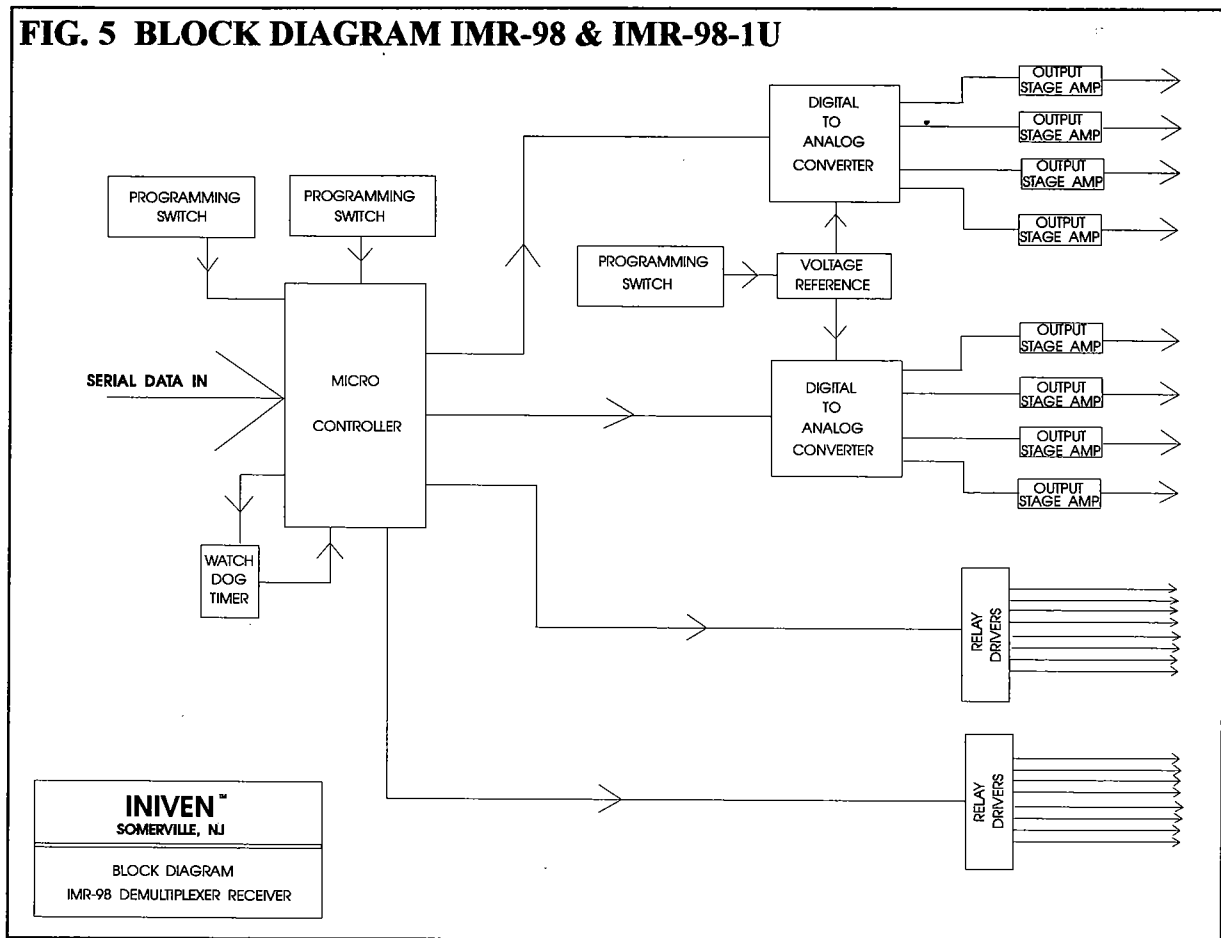 FIG. 5 BLOCK DIAGRAM IMR-98 & IMR-98-1U
OUTPUT
STAGE AMP
OUTPUT
STAGE AMP
OUTPUT
STAGE AMP
OUTPUT
STAGE AMP
DIGITAL
TO
ANALOG
CONVERTER
PROGRAMMING
SWITCH
PROGRAMMING
SWITCH
PROGRAMMING
SWITCH
VOLTAGE
REFERENCE
SERIAL DATA IN
MICRO
CONTROLLER
DIGITAL
TO
ANALOG
CONVERTER
OUTPUT
STAGE AMP
OUTPUT
STAGE AMP
OUTPUT
STAGE AMP
OUTPUT
STAGE AMP
WATCH
DOG
TIMER
RELAY
DRIVERS
RELAY
DRIVERS
INIVEN™
SOMERVILLE, NJ
BLOCK DIAGRAM
IMR-98 DEMULTIPLEXER RECEIVER